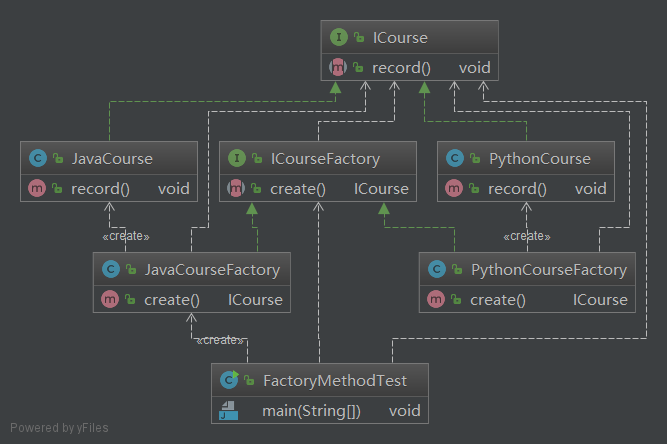 ICourse
record() void
JavaCourse
record() void
ICourseFactory
create() ICourse
PythonCourse
record() void
«create»
«create»
JavaCourseFactory
create() ICourse
PythonCourseFactory
create() ICourse
«create»
FactoryMethodTest
main(String[]) void
Powered by yFiles